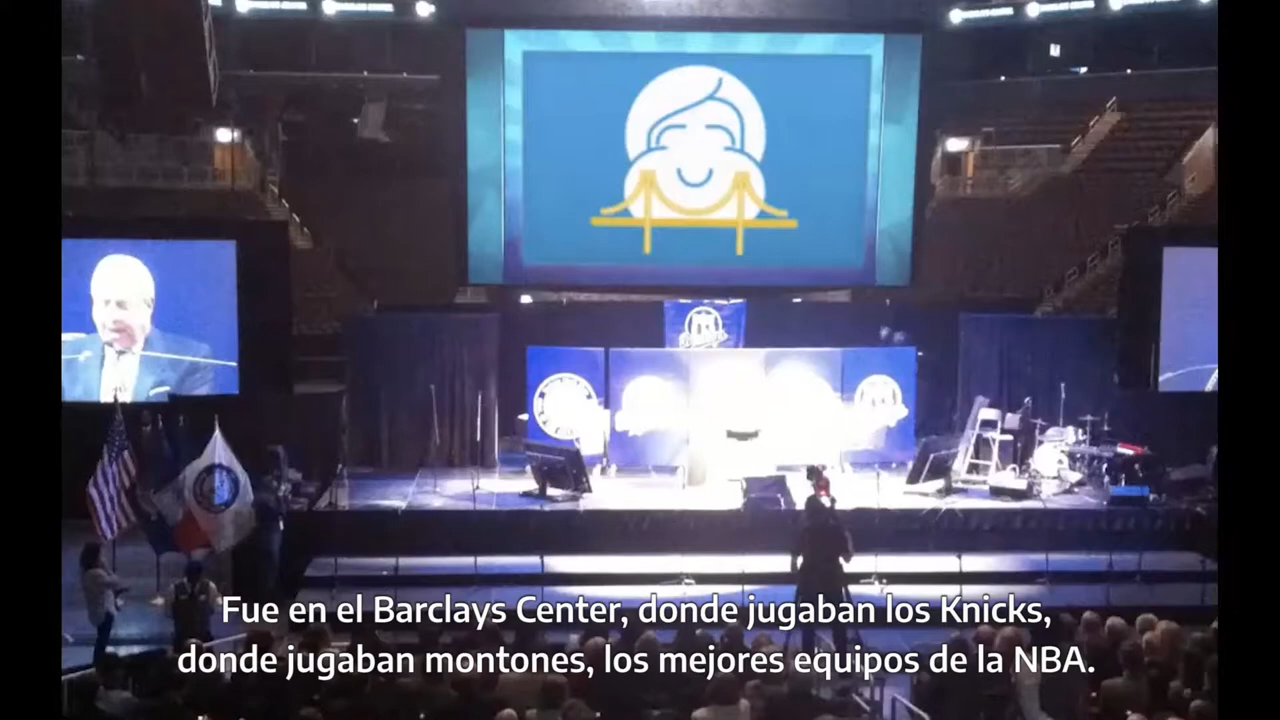 Fue en el Barclays Center, donde jugaban los Knicks,
donde jugaban montones, los mejores equipos de la NBA.